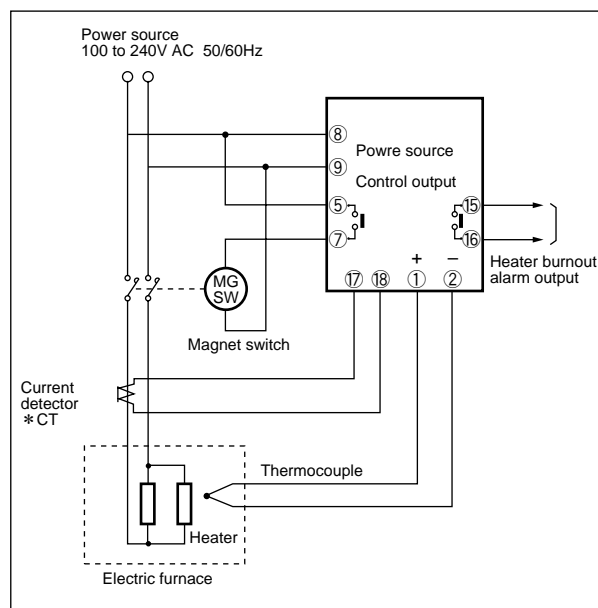 Power source
100 to 240V AC 50/60Hz
⑧
Powre source
⑨
Control output
⑤
⑮
⑦
⑯
+
−
Heater burnout
alarm output
MG
SW
⑰ ⑱ ① ②
Magnet switch
Current
detector
＊CT
Thermocouple
Heater
Electric furnace